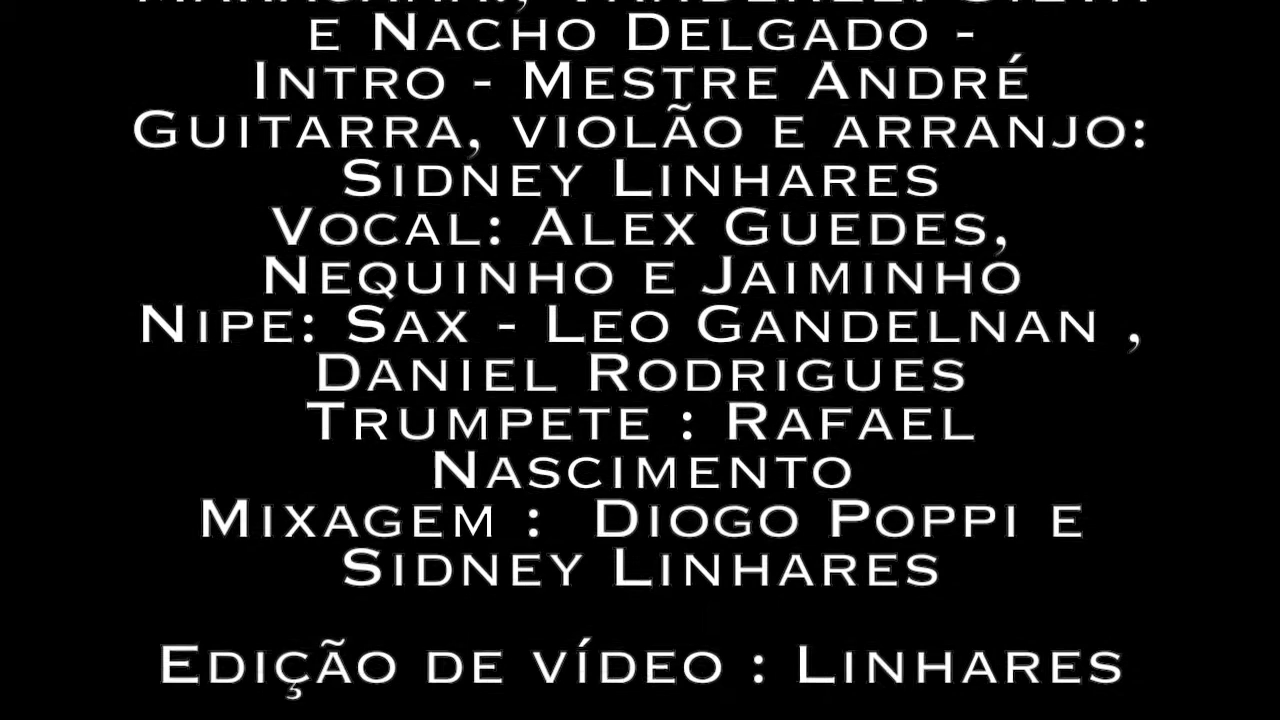 e Nacho Delgado -
Intro - Mestre André
Guitarra, violão e arranjo:
Sidney Linhares
Vocal: Alex Guedes,
Nequinho e Jaiminho
Nipe: Sax - Leo Gandelnan ,
Daniel Rodrigues
Trumpete : Rafael
Nascimento
Mixagem :  Diogo Poppi e
Sidney Linhares
Edição de vídeo : Linhares